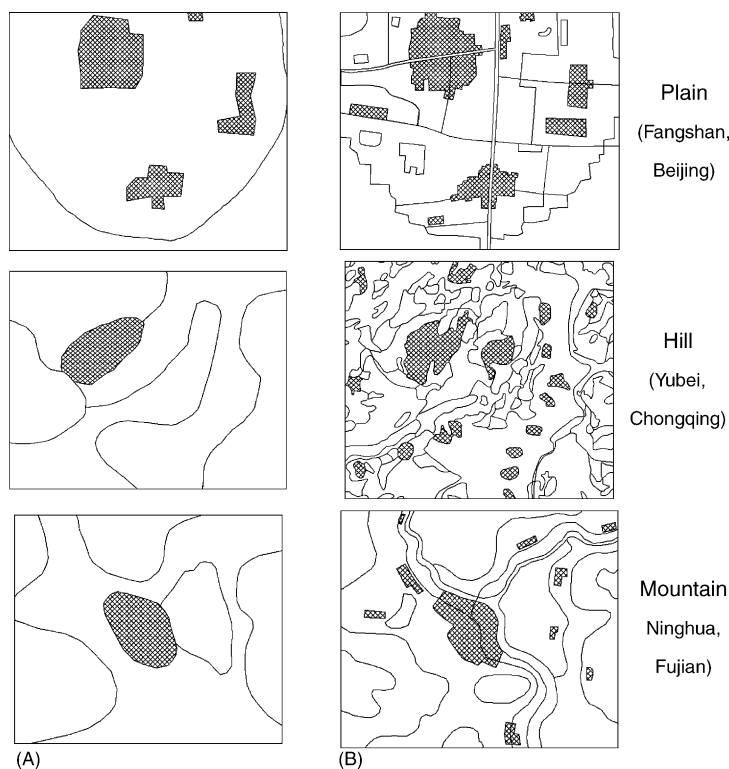 Plain
(Fangshan,
Beijing)
Hill
(Yubei,
Chongqing)
Mountain
Ninghua,
Fujian)
(A)
(B)